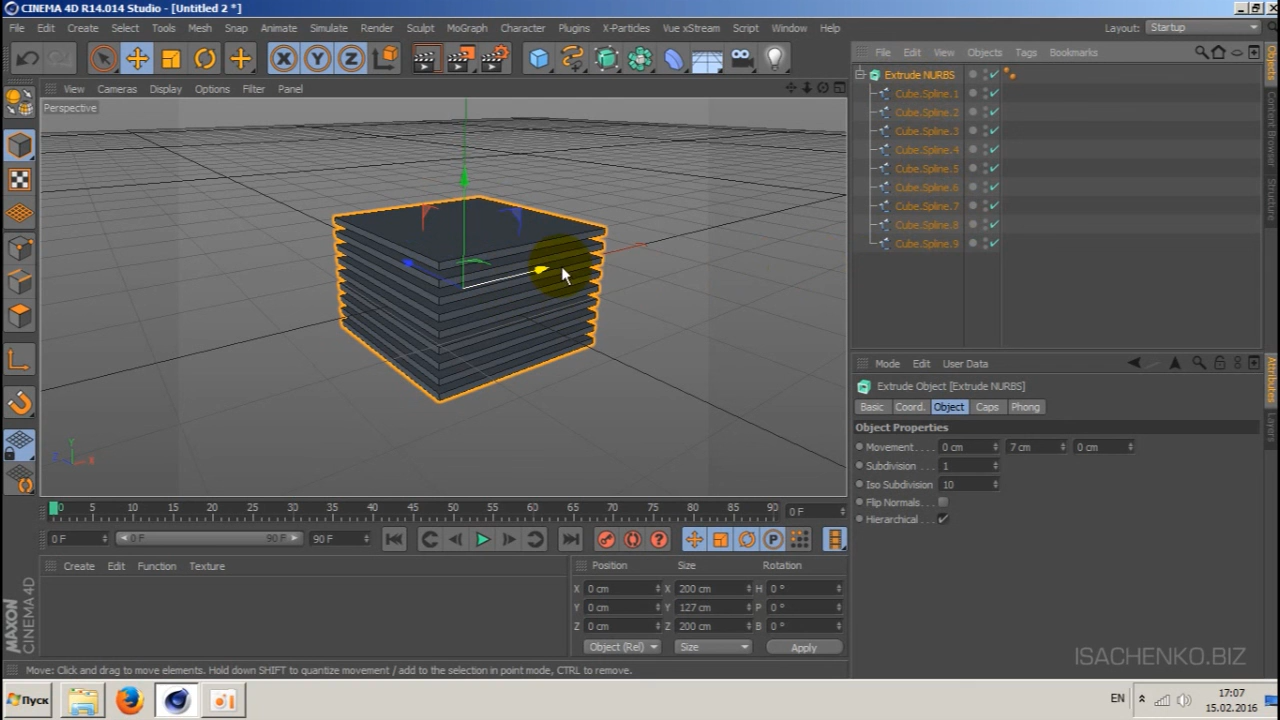 CINEMA 4D R14.014 Studio - [Untitled 2 *]
File Edit Create Select Tools Mesh Snap Animate Simulate Render Sculpt MoGraph Character Plugins X-Particles Vue xStream Script Window Help Layout: Startup
X Y Z
File Edit View Objects Tags Bookmarks
View Cameras Display Options Filter Panel
Perspective
Extrude NURBS
Cube.Spline.1
Cube.Spline.2
Cube.Spline.3
Cube.Spline.4
Cube.Spline.5
Cube.Spline.6
Cube.Spline.7
Cube.Spline.8
Cube.Spline.9
Objects
Content Browser
Structure
Mode Edit User Data
Extrude Object [Extrude NURBS]
Basic Coord. Object Caps Phong
Object Properties
Movement. . . . 0 cm 7 cm 0 cm
Subdivision . . 1
Iso Subdivision 10
Flip Normals. .
Hierarchical . .
Attributes
Layers
Y
Z X
0 5 10 15 20 25 30 35 40 45 50 55 60 65 70 75 80 85 90 0 F
0 F 0 F 90 F 90 F
Create Edit Function Texture
Position Size Rotation
X 0 cm X 200 cm H 0 °
Y 0 cm Y 127 cm P 0 °
Z 0 cm Z 200 cm B 0 °
Object (Rel) Size Apply
MAXON
CINEMA 4D
Move: Click and drag to move elements. Hold down SHIFT to quantize movement / add to the selection in point mode, CTRL to remove.
ISACHENKO.BIZ
Пуск
EN
17:07
15.02.2016